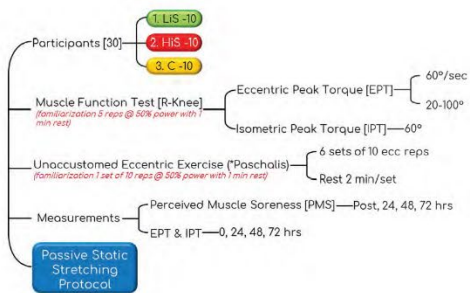 1. LiS -10
Participants [30]
2. HiS -10
3. C -10
Muscle Function Test [R-Knee]
(familiarization 5 reps @ 50% power with 1
min rest)
Eccentric Peak Torque [EPT]
60°/sec
20-100°
Isometric Peak Torque [IPT]
60°
Unaccustomed Eccentric Exercise (*Paschalis)
(familiarization 1 set of 10 reps @ 50% power with 1 min rest)
6 sets of 10 ecc reps
Rest 2 min/set
Measurements
Perceived Muscle Soreness [PMS]
Post, 24, 48, 72 hrs
EPT & IPT
0, 24, 48, 72 hrs
Passive Static
Stretching
Protocol